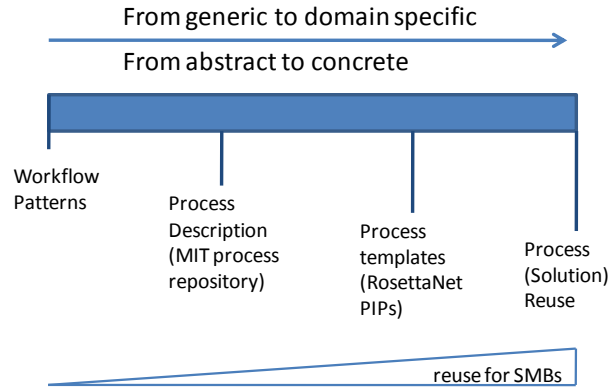 From generic to domain specific
From abstract to concrete
Workflow
Patterns
Process
Description
(MIT process
repository)
Process
templates
(RosettaNet
PIPs)
Process
(Solution)
Reuse
reuse for SMBs